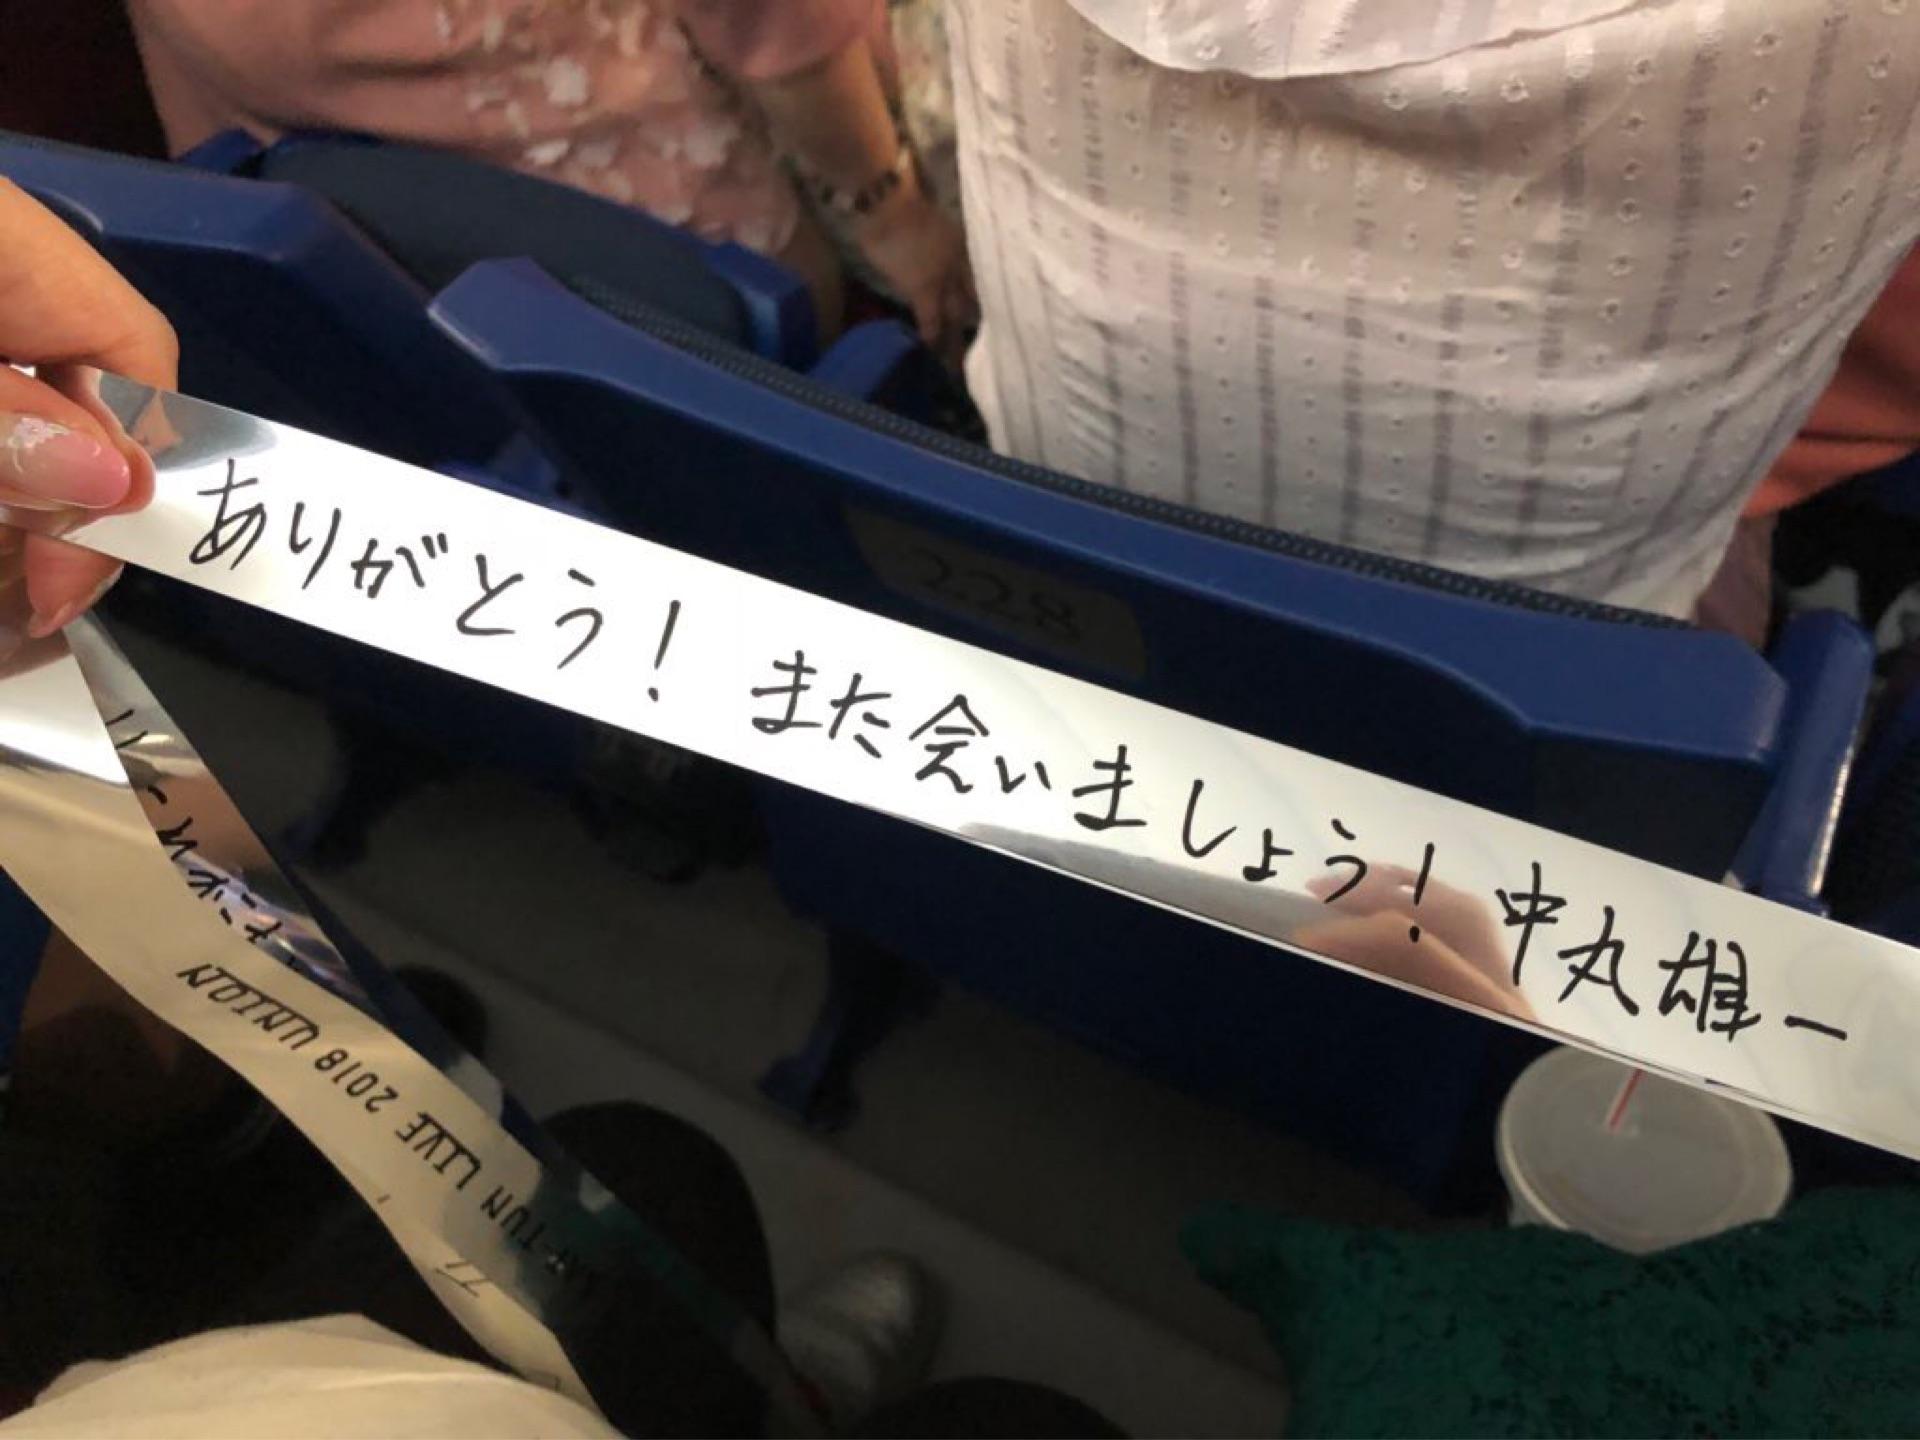 ありがとう! また会いましょう! 中丸雄一
228
TUN LIVE 2018 UNION